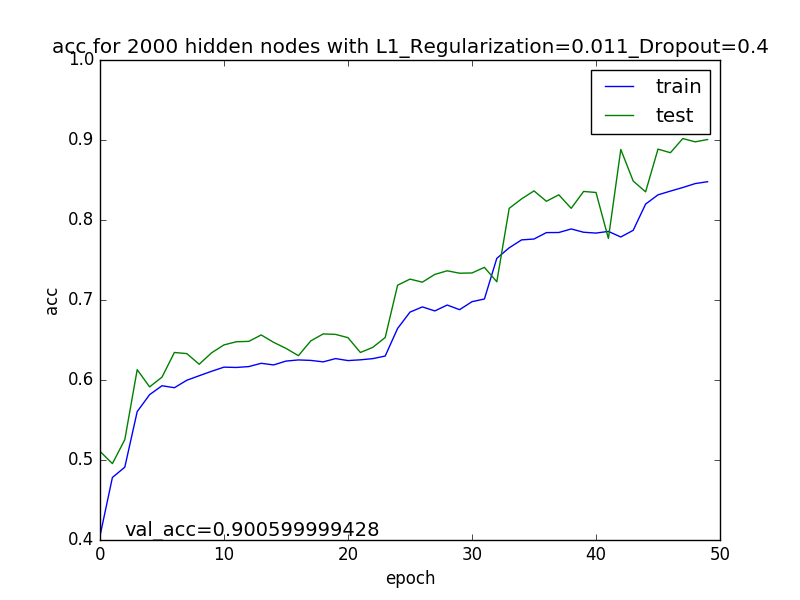 acc for 2000 hidden nodes with L1_Regularization=0.011_Dropout=0.4
1.0
0.9
0.8
0.7
0.6
0.5
0.4
acc
train
test
val_acc=0.900599999428
0 10 20 30 40 50
epoch